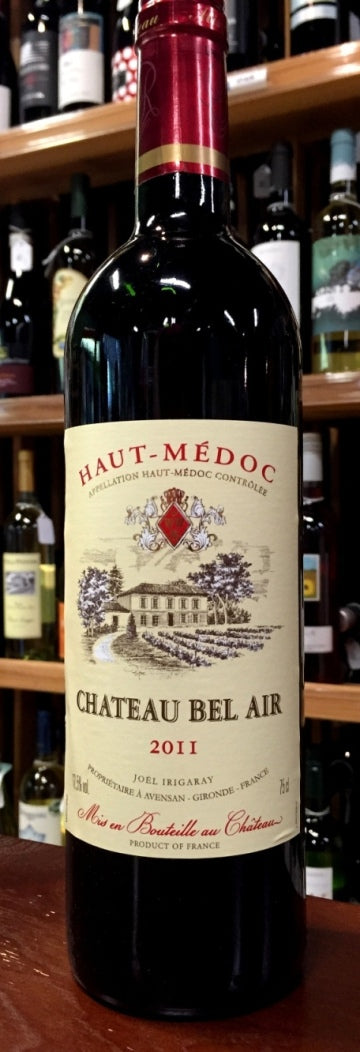 HAUT-MÉDOC
APPELLATION HAUT-MÉDOC CONTRÔLÉE
CHATEAU BEL AIR
2011
JOËL IRIGARAY
PROPRIÉTAIRE À AVENSAN - GIRONDE - FRANCE
75 cl
Mis en Bouteille au Château
PRODUCT OF FRANCE